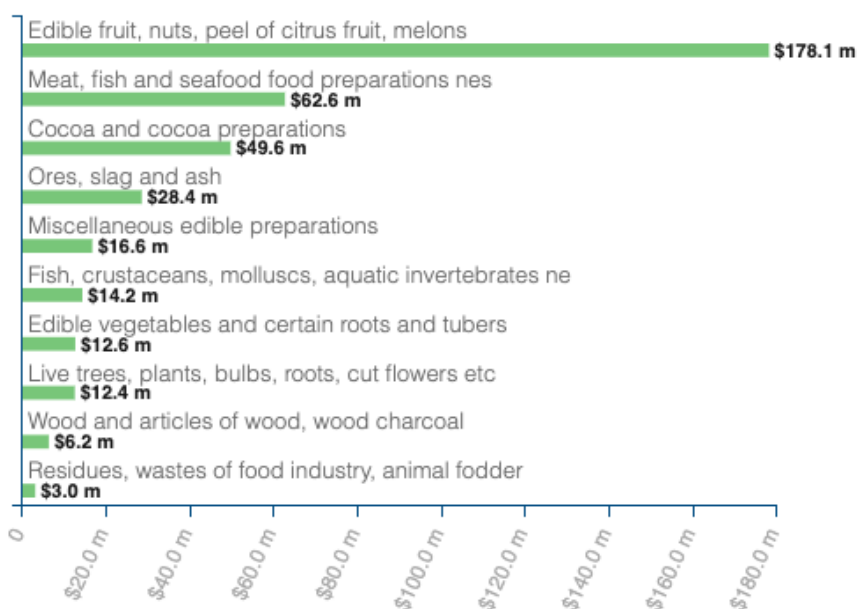 Edible fruit, nuts, peel of citrus fruit, melons
$178.1 m
Meat, fish and seafood food preparations nes
$62.6 m
Cocoa and cocoa preparations
$49.6 m
Ores, slag and ash
$28.4 m
Miscellaneous edible preparations
$16.6 m
Fish, crustaceans, molluscs, aquatic invertebrates ne
$14.2 m
Edible vegetables and certain roots and tubers
$12.6 m
Live trees, plants, bulbs, roots, cut flowers etc
$12.4 m
Wood and articles of wood, wood charcoal
$6.2 m
Residues, wastes of food industry, animal fodder
$3.0 m
0
$20.0 m
$40.0 m
$60.0 m
$80.0 m
$100.0 m
$120.0 m
$140.0 m
$160.0 m
$180.0 m